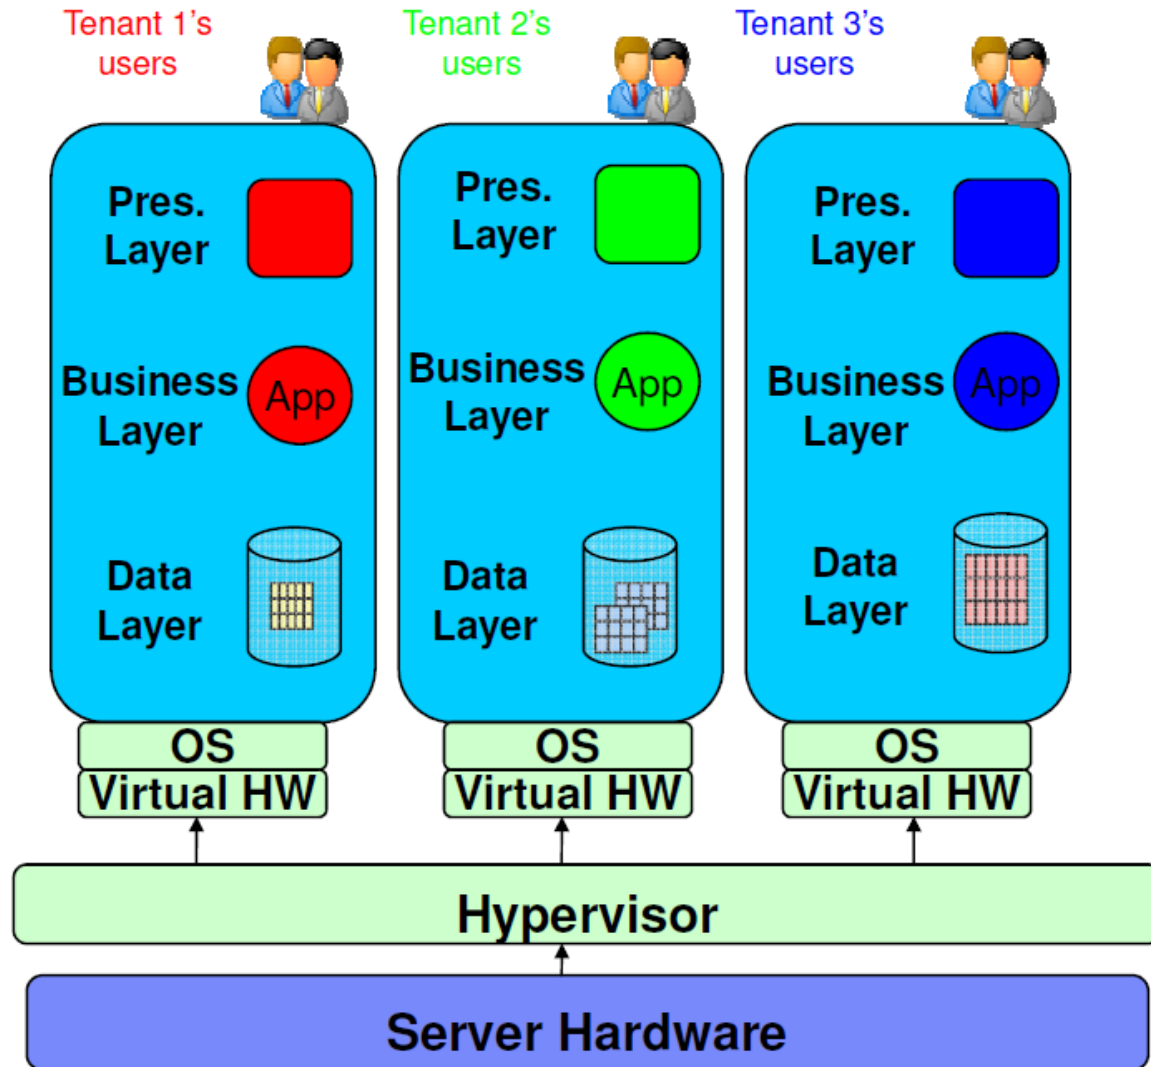 Tenant 1's
users
Tenant 2's
users
Tenant 3's
users
Pres.
Layer
Business
Layer
App
Data
Layer
Pres.
Layer
Business
Layer
App
Data
Layer
Pres.
Layer
Business
Layer
App
Data
Layer
OS
Virtual HW
OS
Virtual HW
OS
Virtual HW
Hypervisor
Server Hardware